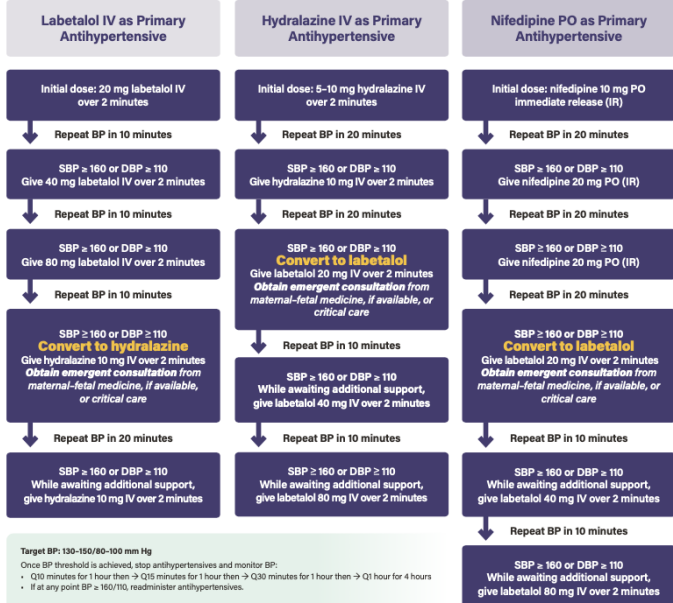 Labetalol IV as Primary
Antihypertensive
Initial dose: 20 mg labetalol IV
over 2 minutes
Repeat BP in 10 minutes
SBP ≥ 160 or DBP ≥ 110
Give 40 mg labetalol IV over 2 minutes
Repeat BP in 10 minutes
SBP ≥ 160 or DBP ≥ 110
Give 80 mg labetalol IV over 2 minutes
Repeat BP in 10 minutes
SBP ≥ 160 or DBP ≥ 110
Convert to hydralazine
Give hydralazine 10 mg IV over 2 minutes
Obtain emergent consultation from
maternal–fetal medicine, if available,
or critical care
Repeat BP in 20 minutes
SBP ≥ 160 or DBP ≥ 110
While awaiting additional support,
give hydralazine 10 mg IV over 2 minutes
Hydralazine IV as Primary
Antihypertensive
Initial dose: 5–10 mg hydralazine IV
over 2 minutes
Repeat BP in 20 minutes
SBP ≥ 160 or DBP ≥ 110
Give hydralazine 10 mg IV over 2 minutes
Repeat BP in 20 minutes
SBP ≥ 160 or DBP ≥ 110
Convert to labetalol
Give labetalol 20 mg IV over 2 minutes
Obtain emergent consultation from
maternal–fetal medicine, if available, or
critical care
Repeat BP in 10 minutes
SBP ≥ 160 or DBP ≥ 110
While awaiting additional support,
give labetalol 40 mg IV over 2 minutes
Repeat BP in 10 minutes
SBP ≥ 160 or DBP ≥ 110
While awaiting additional support,
give labetalol 80 mg IV over 2 minutes
Nifedipine PO as Primary
Antihypertensive
Initial dose: nifedipine 10 mg PO
immediate release (IR)
Repeat BP in 20 minutes
SBP ≥ 160 or DBP ≥ 110
Give nifedipine 20 mg PO (IR)
Repeat BP in 20 minutes
SBP ≥ 160 or DBP ≥ 110
Give nifedipine 20 mg PO (IR)
Repeat BP in 20 minutes
SBP ≥ 160 or DBP ≥ 110
Convert to labetalol
Give labetalol 20 mg IV over 2 minutes
Obtain emergent consultation from
maternal–fetal medicine, if available, or
critical care
Repeat BP in 10 minutes
SBP ≥ 160 or DBP ≥ 110
While awaiting additional support,
give labetalol 40 mg IV over 2 minutes
Repeat BP in 10 minutes
SBP ≥ 160 or DBP ≥ 110
While awaiting additional support,
give labetalol 80 mg IV over 2 minutes
Target BP: 130–150/80–100 mm Hg
Once BP threshold is achieved, stop antihypertensives and monitor BP:
• Q10 minutes for 1 hour then → Q15 minutes for 1 hour then → Q30 minutes for 1 hour then → Q1 hour for 4 hours
• If at any point BP ≥ 160/110, readminister antihypertensives.